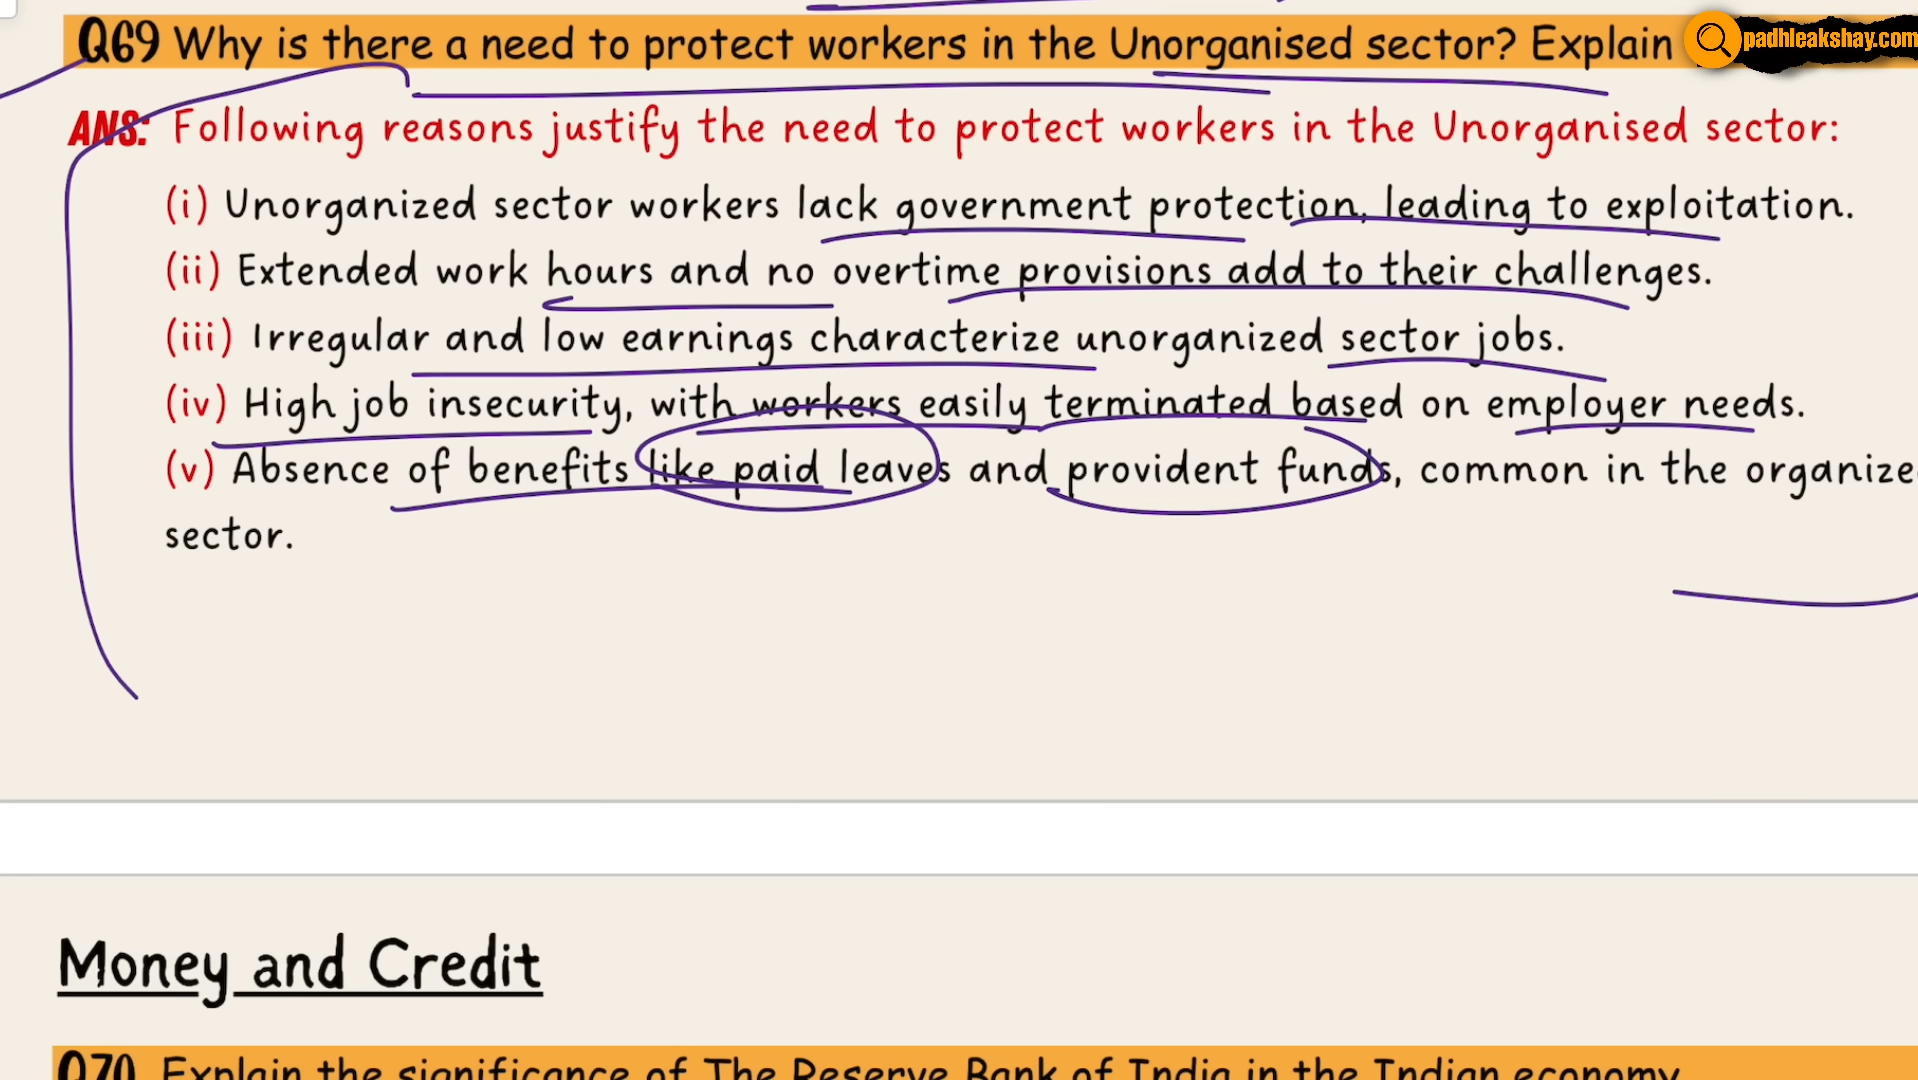 Q69 Why is there a need to protect workers in the Unorganised sector? Explain
padhleakshay.com
ANS: Following reasons justify the need to protect workers in the Unorganised sector:
(i) Unorganized sector workers lack government protection, leading to exploitation.
(ii) Extended work hours and no overtime provisions add to their challenges.
(iii) Irregular and low earnings characterize unorganized sector jobs.
(iv) High job insecurity, with workers easily terminated based on employer needs.
(v) Absence of benefits like paid leaves and provident funds, common in the organize
sector.
Money and Credit
Q70 Explain the significance of The Reserve Bank of India in the Indian economy